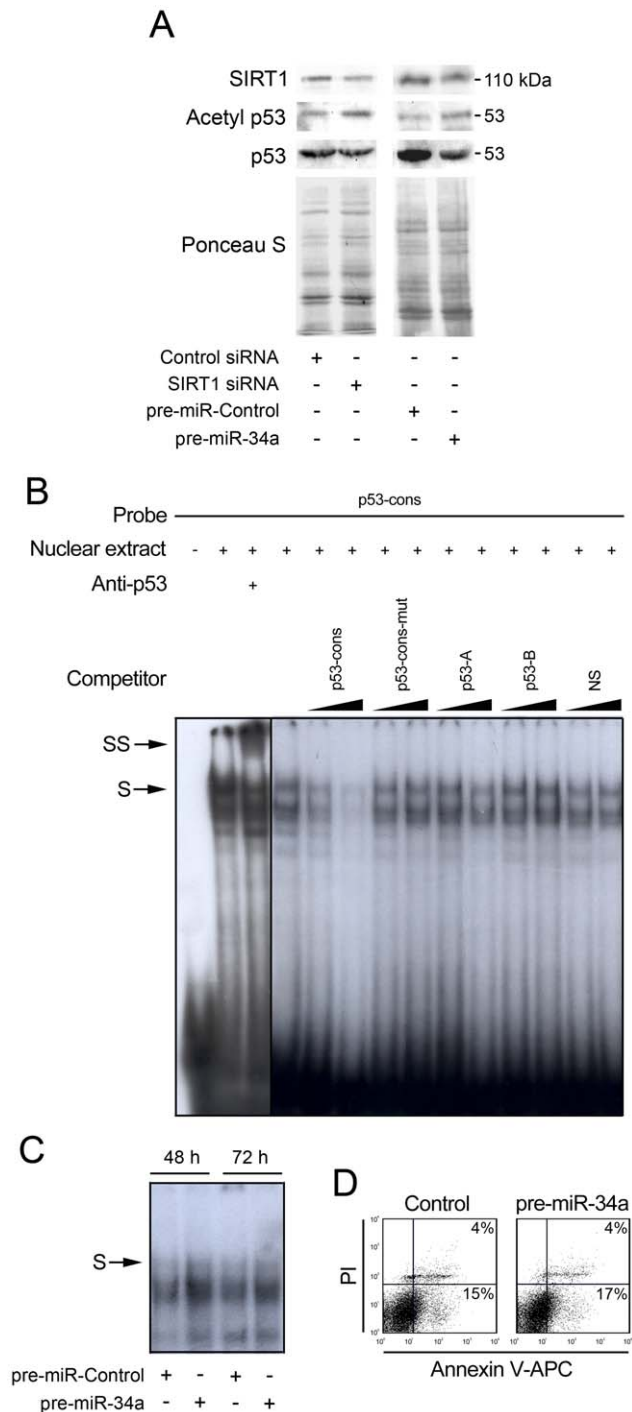 A
SIRT1
-110 kDa
Acetyl p53
-53
p53
-53
Ponceau S
Control siRNA + - - -
SIRT1 siRNA - + - -
pre-miR-Control - - + -
pre-miR-34a - - - +
B
p53-cons
Probe
Nuclear extract - + + + + + + + + + + + + +
Anti-p53 +
Competitor p53-cons p53-cons-mut p53-A p53-B NS
SS
S
C
48 h 72 h
S
pre-miR-Control + - + -
pre-miR-34a - + - +
D
Control pre-miR-34a
4% 4%
PI
15% 17%
Annexin V-APC